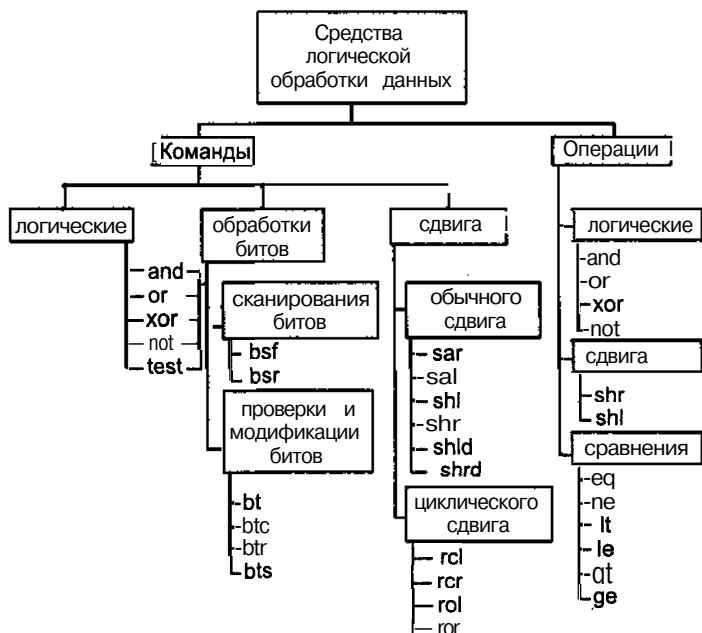 Средства
логической
обработки данных
[Команды
Операции
логические
and
or
xor
not
test
обработки
битов
сканирования
битов
bsf
bsr
проверки и
модификации
битов
bt
btc
btr
bts
сдвига
обычного
сдвига
sar
sal
shl
shr
shld
shrd
циклического
сдвига
rcl
rcr
rol
ror
логические
and
or
xor
not
сдвига
shr
shl
сравнения
eq
ne
lt
le
gt
ge